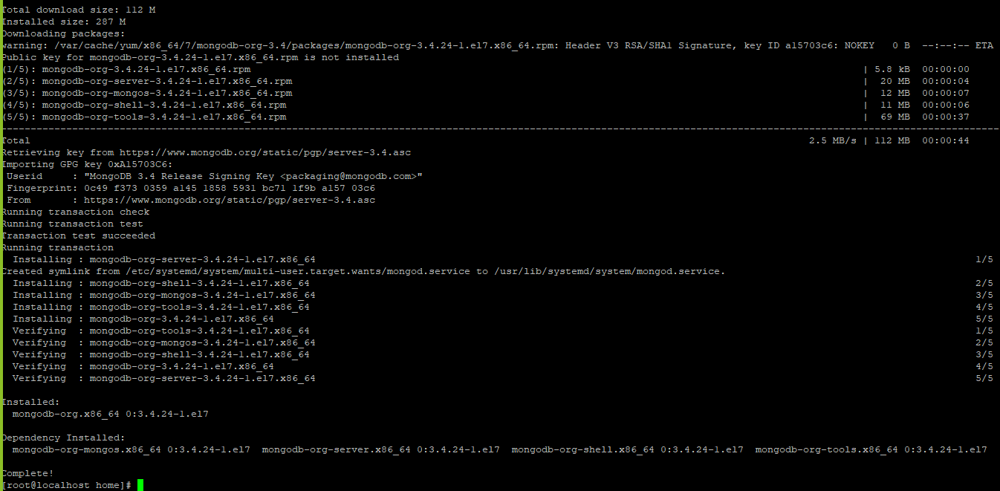 Total download size: 112 M
Installed size: 287 M
Downloading packages:
warning: /var/cache/yum/x86_64/7/mongodb-org-3.4/packages/mongodb-org-3.4.24-1.el7.x86_64.rpm: Header V3 RSA/SHA1 Signature, key ID a15703c6: NOKEY   0 B  --:--:-- ETA
Public key for mongodb-org-3.4.24-1.el7.x86_64.rpm is not installed
(1/5): mongodb-org-3.4.24-1.el7.x86_64.rpm | 5.8 kB  00:00:00
(2/5): mongodb-org-server-3.4.24-1.el7.x86_64.rpm |  20 MB  00:00:04
(3/5): mongodb-org-mongos-3.4.24-1.el7.x86_64.rpm |  12 MB  00:00:07
(4/5): mongodb-org-shell-3.4.24-1.el7.x86_64.rpm |  11 MB  00:00:06
(5/5): mongodb-org-tools-3.4.24-1.el7.x86_64.rpm |  69 MB  00:00:37
--------------------------------------------------------------------------------
Total 2.5 MB/s | 112 MB  00:00:44
Retrieving key from https://www.mongodb.org/static/pgp/server-3.4.asc
Importing GPG key 0xA15703C6:
 Userid     : "MongoDB 3.4 Release Signing Key <packaging@mongodb.com>"
 Fingerprint: 0c49 f373 0359 a145 1858 5931 bc71 1f9b a157 03c6
 From       : https://www.mongodb.org/static/pgp/server-3.4.asc
Running transaction check
Running transaction test
Transaction test succeeded
Running transaction
  Installing : mongodb-org-server-3.4.24-1.el7.x86_64 1/5
Created symlink from /etc/systemd/system/multi-user.target.wants/mongod.service to /usr/lib/systemd/system/mongod.service.
  Installing : mongodb-org-shell-3.4.24-1.el7.x86_64 2/5
  Installing : mongodb-org-mongos-3.4.24-1.el7.x86_64 3/5
  Installing : mongodb-org-tools-3.4.24-1.el7.x86_64 4/5
  Installing : mongodb-org-3.4.24-1.el7.x86_64 5/5
  Verifying  : mongodb-org-tools-3.4.24-1.el7.x86_64 1/5
  Verifying  : mongodb-org-mongos-3.4.24-1.el7.x86_64 2/5
  Verifying  : mongodb-org-shell-3.4.24-1.el7.x86_64 3/5
  Verifying  : mongodb-org-3.4.24-1.el7.x86_64 4/5
  Verifying  : mongodb-org-server-3.4.24-1.el7.x86_64 5/5
Installed:
  mongodb-org.x86_64 0:3.4.24-1.el7
Dependency Installed:
  mongodb-org-mongos.x86_64 0:3.4.24-1.el7  mongodb-org-server.x86_64 0:3.4.24-1.el7  mongodb-org-shell.x86_64 0:3.4.24-1.el7  mongodb-org-tools.x86_64 0:3.4.24-1.el7
Complete!
[root@localhost home]#